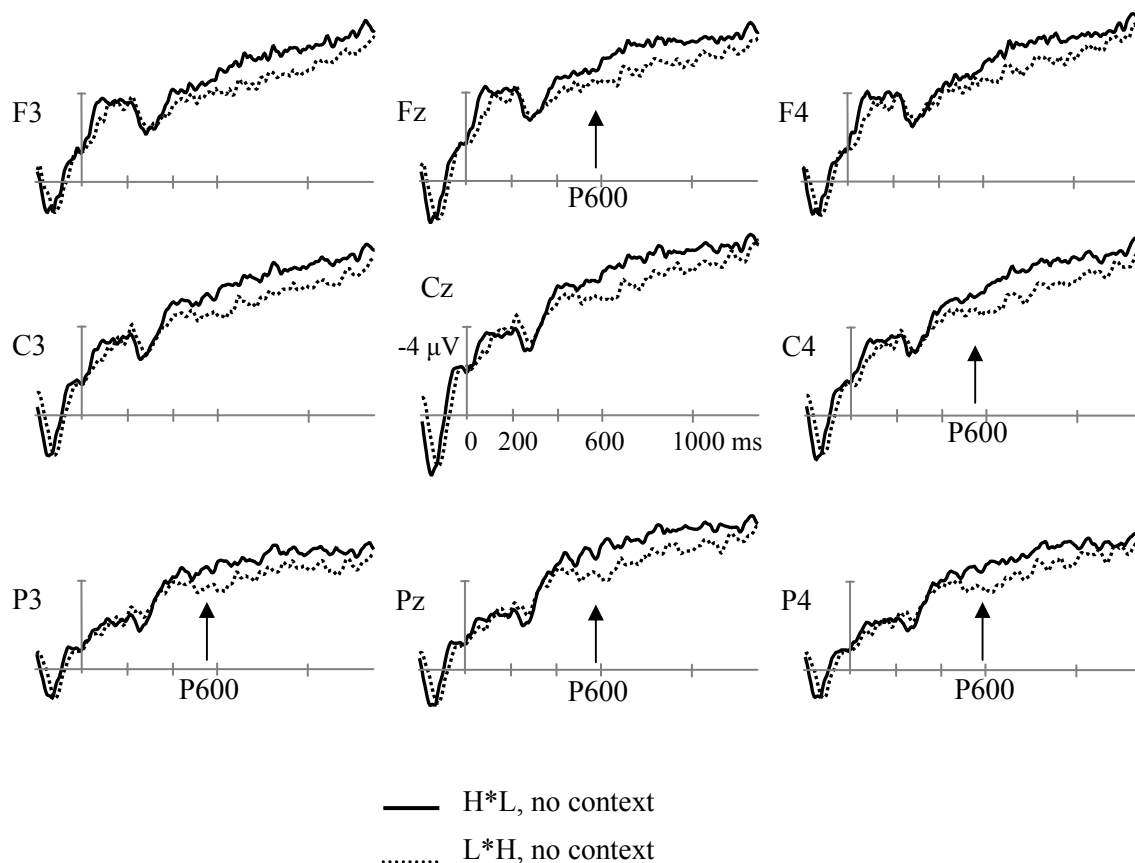 F3
Fz
F4
P600
C3
Cz
-4 μV
C4
0 200 600 1000 ms
P600
P3
Pz
P4
P600
P600
P600
H*L, no context
L*H, no context